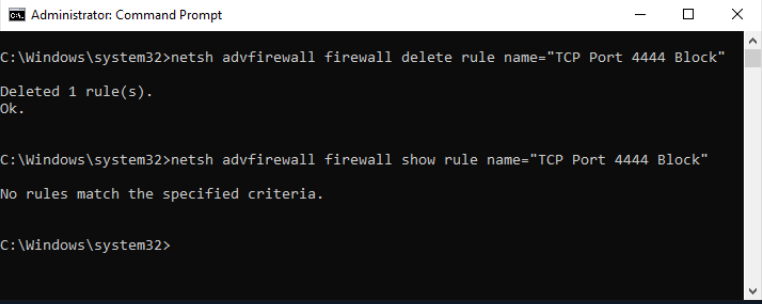 Administrator: Command Prompt
C:\Windows\system32>netsh advfirewall firewall delete rule name="TCP Port 4444 Block"
Deleted 1 rule(s).
Ok.
C:\Windows\system32>netsh advfirewall firewall show rule name="TCP Port 4444 Block"
No rules match the specified criteria.
C:\Windows\system32>